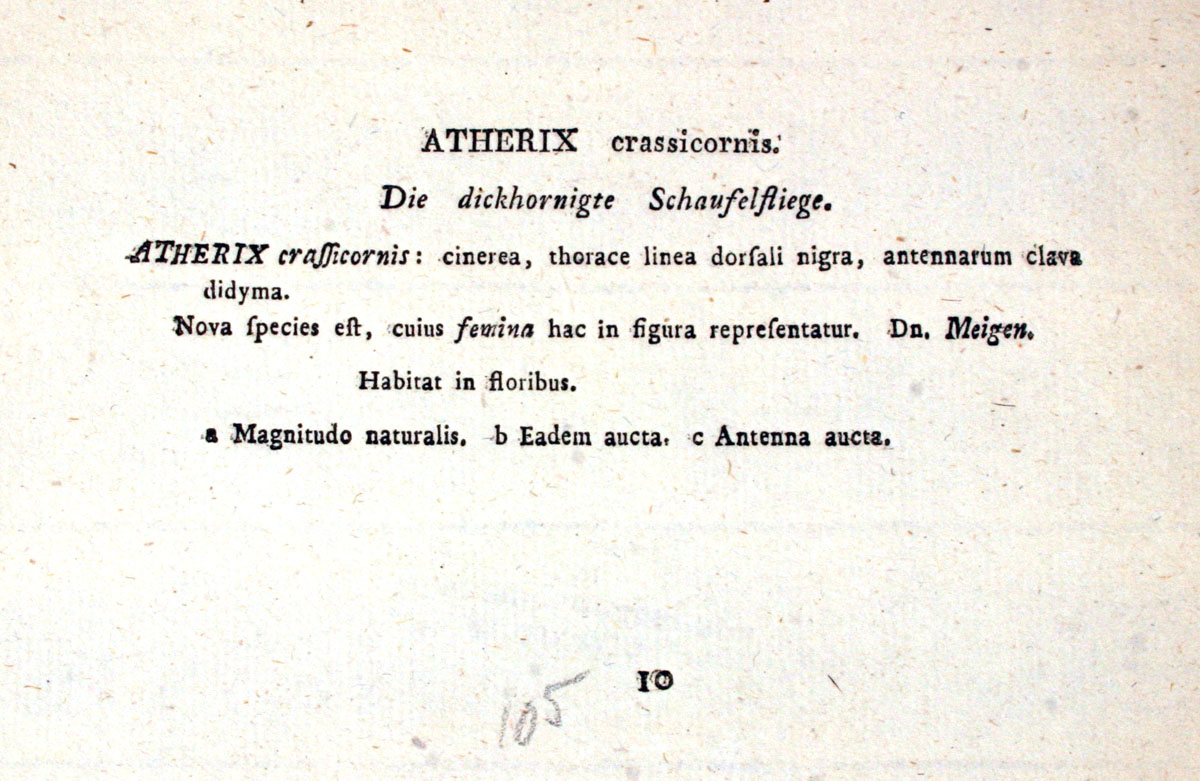 ATHERIX crassicornis.
Die dickhornigte Schaufelfliege.
ATHERIX craſſicornis: cinerea, thorace linea dorſali nigra, antennarum clava
didyma.
Nova ſpecies eſt, cuius femina hac in figura repreſentatur. Dn. Meigen.
Habitat in floribus.
a Magnitudo naturalis. b Eadem aucta. c Antenna aucta.
10
105